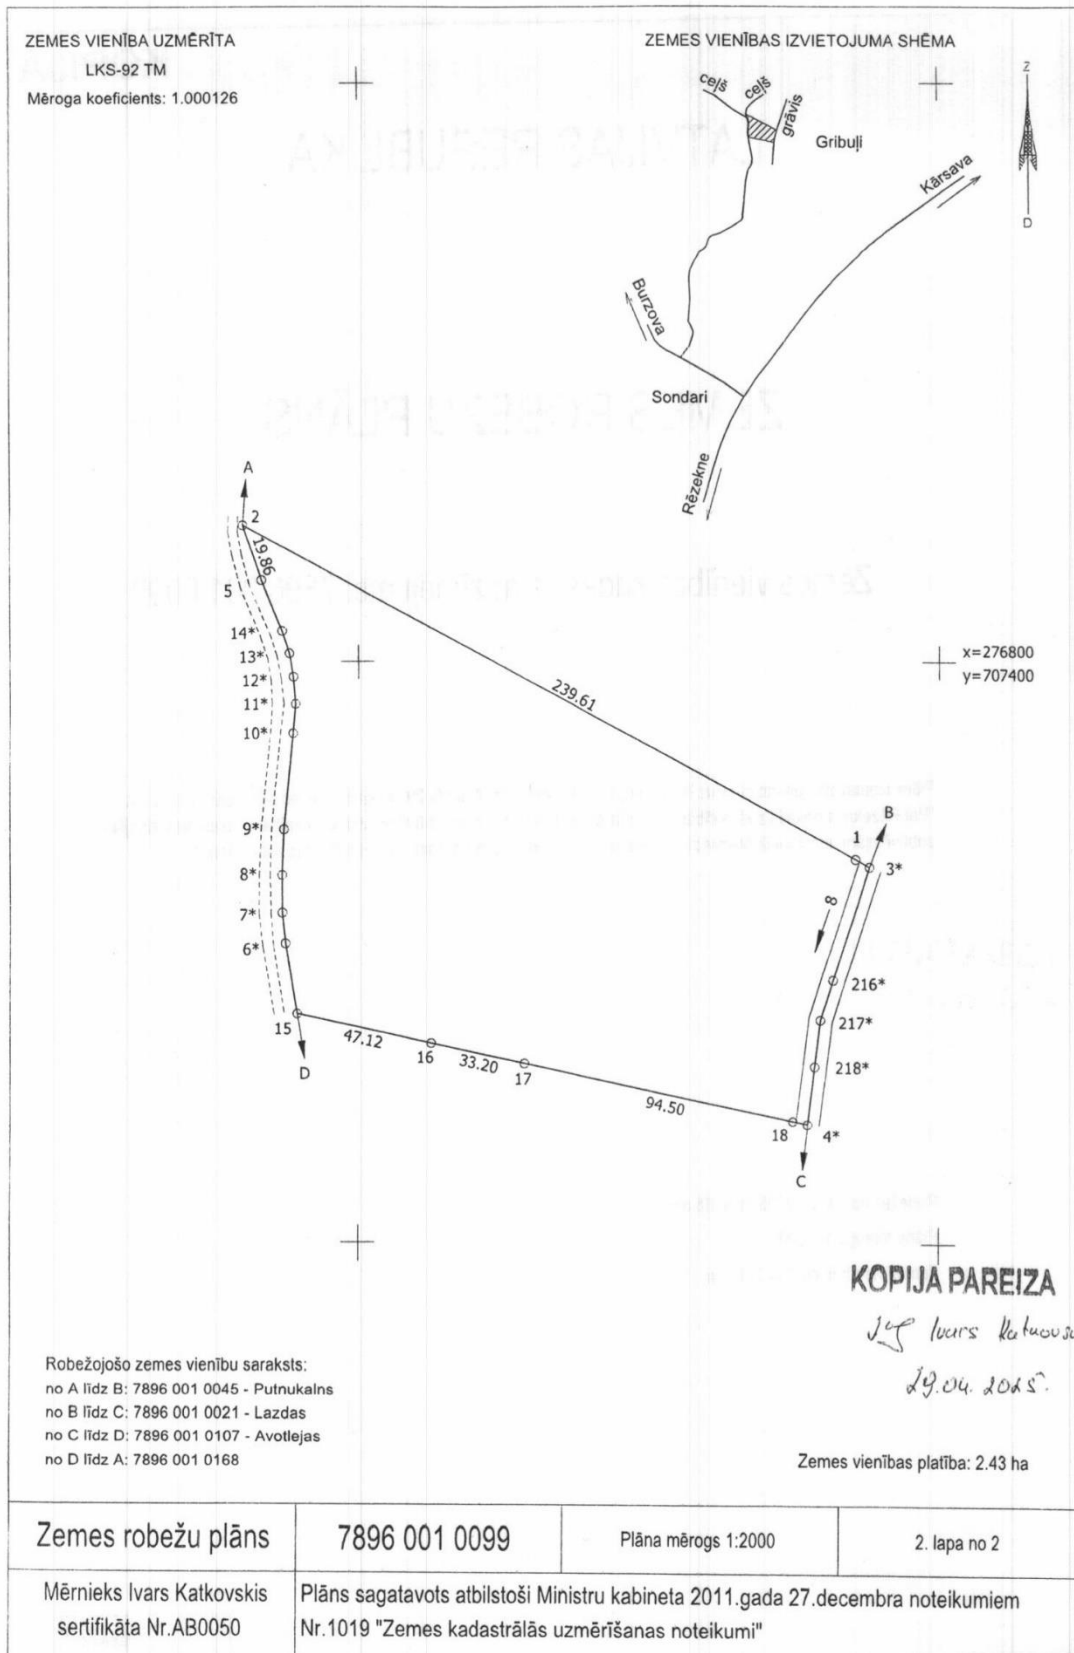 ZEMES VIENĪBA UZMĒRĪTA
LKS-92 TM
Mēroga koeficients: 1.000126
ZEMES VIENĪBAS IZVIETOJUMA SHĒMA
ceļš
ceļš
grāvis
Gribuļi
Kārsava
Z
D
Burzova
Sondari
Rēzekne
A
2
19.86
5
14*
13*
12*
11*
10*
9*
8*
7*
6*
239.61
x=276800
y=707400
B
1
3*
8
216*
217*
218*
15
47.12
16
33.20
17
94.50
18
4*
D
C
KOPIJA PAREIZA
Ivars
29.04.2025.
Robežojošo zemes vienību saraksts:
no A līdz B: 7896 001 0045 - Putnukalns
no B līdz C: 7896 001 0021 - Lazdas
no C līdz D: 7896 001 0107 - Avotlejas
no D līdz A: 7896 001 0168
Zemes vienības platība: 2.43 ha
Zemes robežu plāns
7896 001 0099
Plāna mērogs 1:2000
2. lapa no 2
Mērnieks Ivars Katkovskis
sertifikāta Nr.AB0050
Plāns sagatavots atbilstoši Ministru kabineta 2011.gada 27.decembra noteikumiem
Nr.1019 "Zemes kadastrālās uzmērīšanas noteikumi"